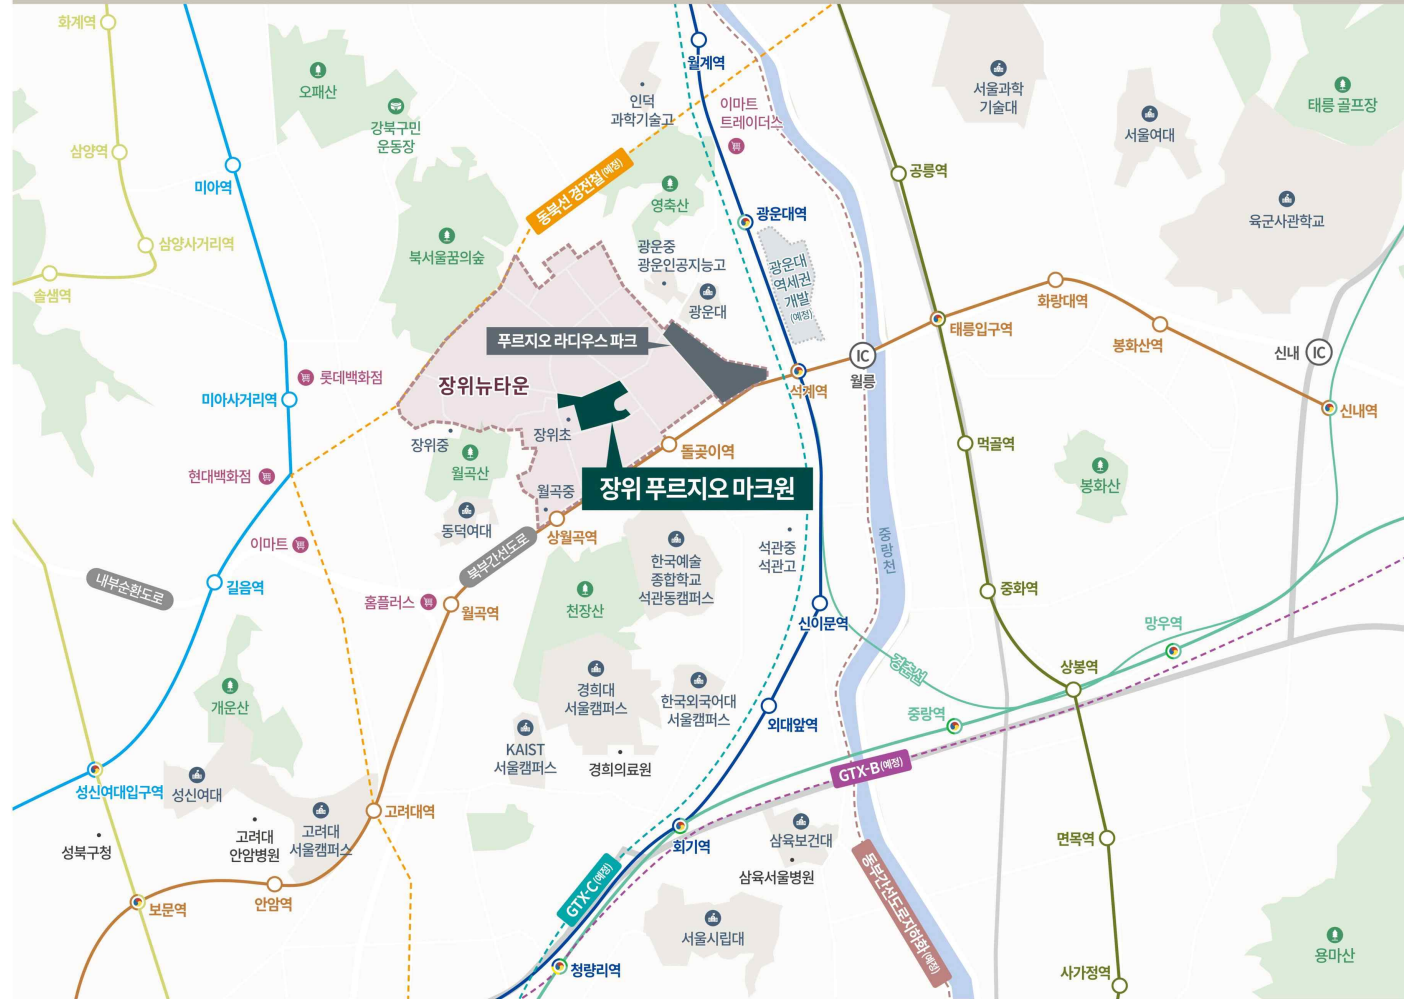 화계역
삼양역
삼양사거리역
솔샘역
미아역
오패산
강북구민
운동장
북서울꿈의숲
동북선 경전철(예정)
인덕
과학기술고
월계역
이마트
트레이더스
영축산
광운대역
광운중
광운인공지능고
광운대
광운대
역세권
개발
(예정)
서울과학
기술대
서울여대
태릉 골프장
육군사관학교
공릉역
화랑대역
태릉입구역
봉화산역
신내
IC
신내역
IC
월릉
석계역
푸르지오 라디우스 파크
장위뉴타운
롯데백화점
미아사거리역
장위중
장위초
월곡산
돌곶이역
장위 푸르지오 마크원
현대백화점
월곡중
동덕여대
상월곡역
이마트
북부간선도로
내부순환도로
길음역
홈플러스
월곡역
한국예술
종합학교
석관동캠퍼스
석관중
석관고
중랑천
먹골역
봉화산
중화역
천장산
신이문역
망우역
상봉역
경춘선
중랑역
경희대
서울캠퍼스
한국외국어대
서울캠퍼스
외대앞역
KAIST
서울캠퍼스
경희의료원
GTX-B(예정)
개운산
성신여대입구역
성신여대
고려대역
성북구청
고려대
안암병원
고려대
서울캠퍼스
회기역
삼육보건대
삼육서울병원
면목역
GTX-C(예정)
동부간선도로지하화(예정)
보문역
안암역
서울시립대
청량리역
사가정역
용마산